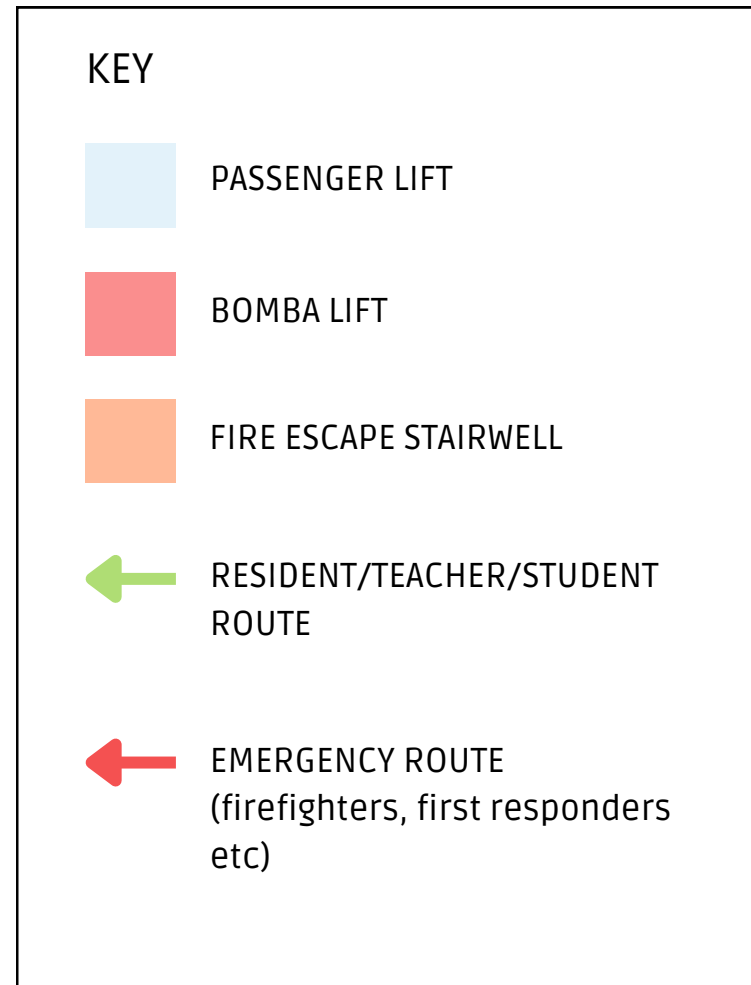 KEY
PASSENGER LIFT
BOMBA LIFT
FIRE ESCAPE STAIRWELL
RESIDENT/TEACHER/STUDENT
ROUTE
EMERGENCY ROUTE
(firefighters, first responders
etc)